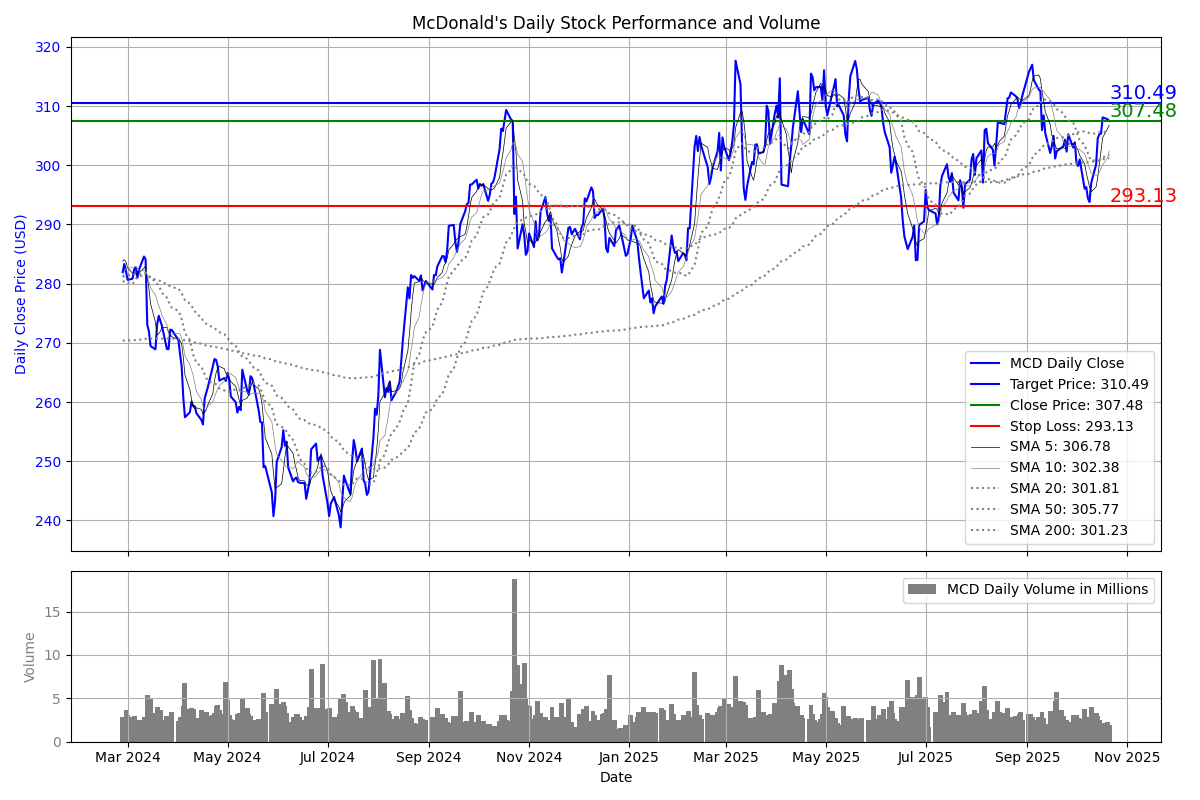 McDonald's Daily Stock Performance and Volume
Daily Close Price (USD)
320
310
300
290
280
270
260
250
240
310.49
307.48
293.13
MCD Daily Close
Target Price: 310.49
Close Price: 307.48
Stop Loss: 293.13
SMA 5: 306.78
SMA 10: 302.38
SMA 20: 301.81
SMA 50: 305.77
SMA 200: 301.23
Volume
15
10
5
0
MCD Daily Volume in Millions
Mar 2024 May 2024 Jul 2024 Sep 2024 Nov 2024 Jan 2025 Mar 2025 May 2025 Jul 2025 Sep 2025 Nov 2025
Date